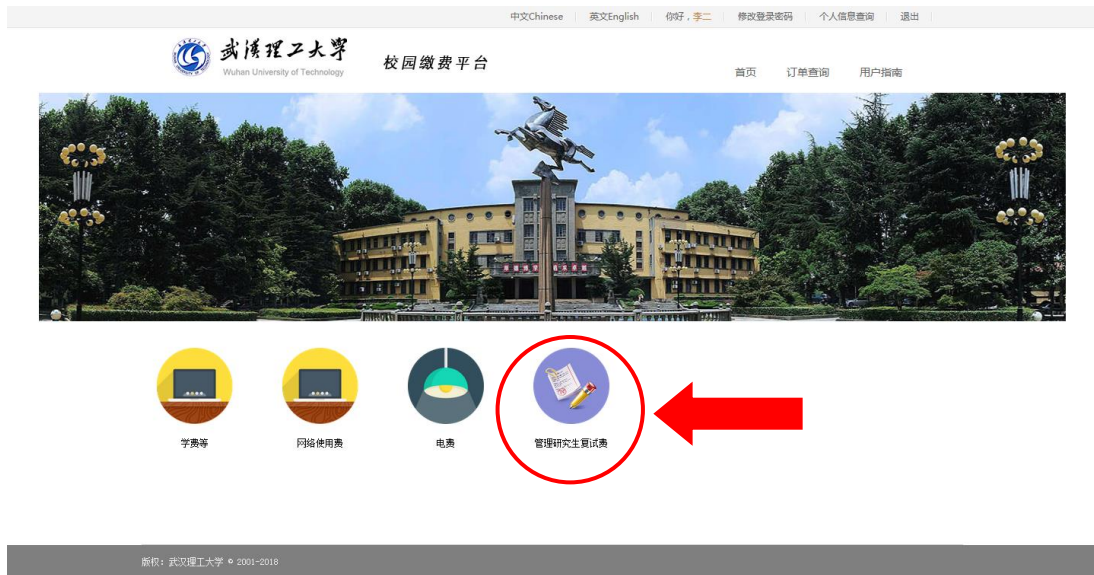 中文Chinese 英文English 你好，李二 修改登录密码 个人信息查询 退出
武漢理工大学
Wuhan University of Technology
校园缴费平台
首页 订单查询 用户指南
学费等 网络使用费 电费 管理研究生复试费
版权：武汉理工大学 © 2001-2018